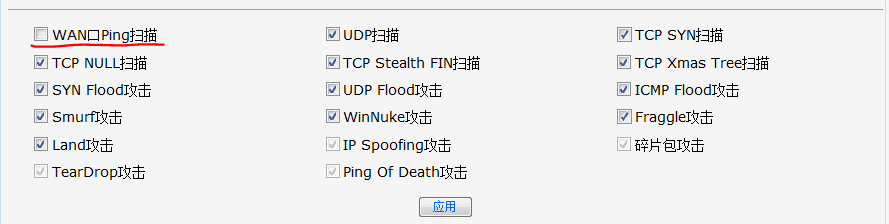 WAN口Ping扫描 UDP扫描 TCP SYN扫描
TCP NULL扫描 TCP Stealth FIN扫描 TCP Xmas Tree扫描
SYN Flood攻击 UDP Flood攻击 ICMP Flood攻击
Smurf攻击 WinNuke攻击 Fraggle攻击
Land攻击 IP Spoofing攻击 碎片包攻击
TearDrop攻击 Ping Of Death攻击
应用